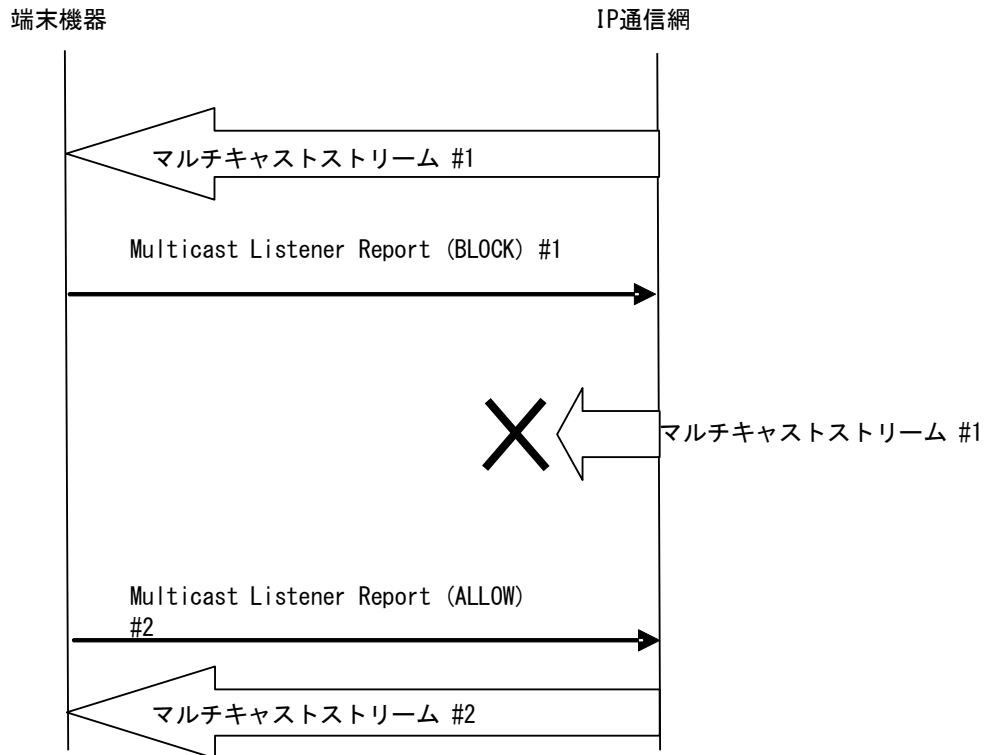 端末機器
IP通信網
マルチキャストストリーム #1
Multicast Listener Report (BLOCK) #1
マルチキャストストリーム #1
Multicast Listener Report (ALLOW)
#2
マルチキャストストリーム #2